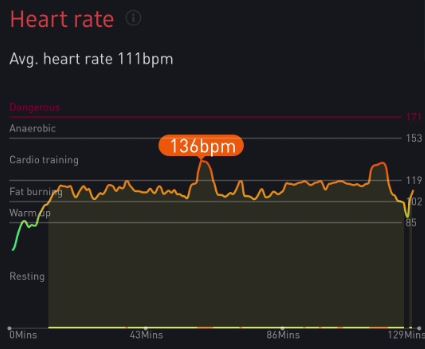 Heart rate
Avg. heart rate 111bpm
Dangerous
171
Anaerobic
153
136bpm
Cardio training
119
Fat burning
102
Warm up
85
Resting
0Mins
43Mins
86Mins
129Mins